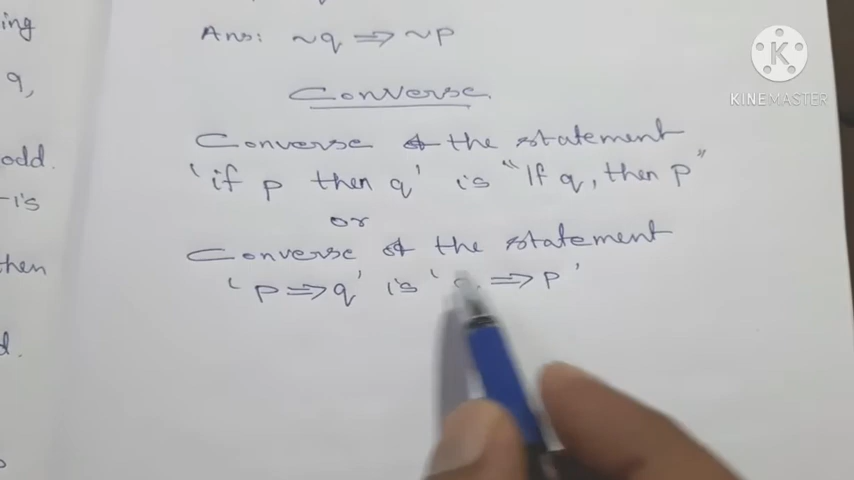 ing
q,
odd.
is
then
d.
Ans: ~q ⇒ ~p
Converse
Converse of the statement
'if p then q' is "If q, then p"
or
Converse of the statement
'p ⇒ q' is ' ⇒ p'
KINEMASTER